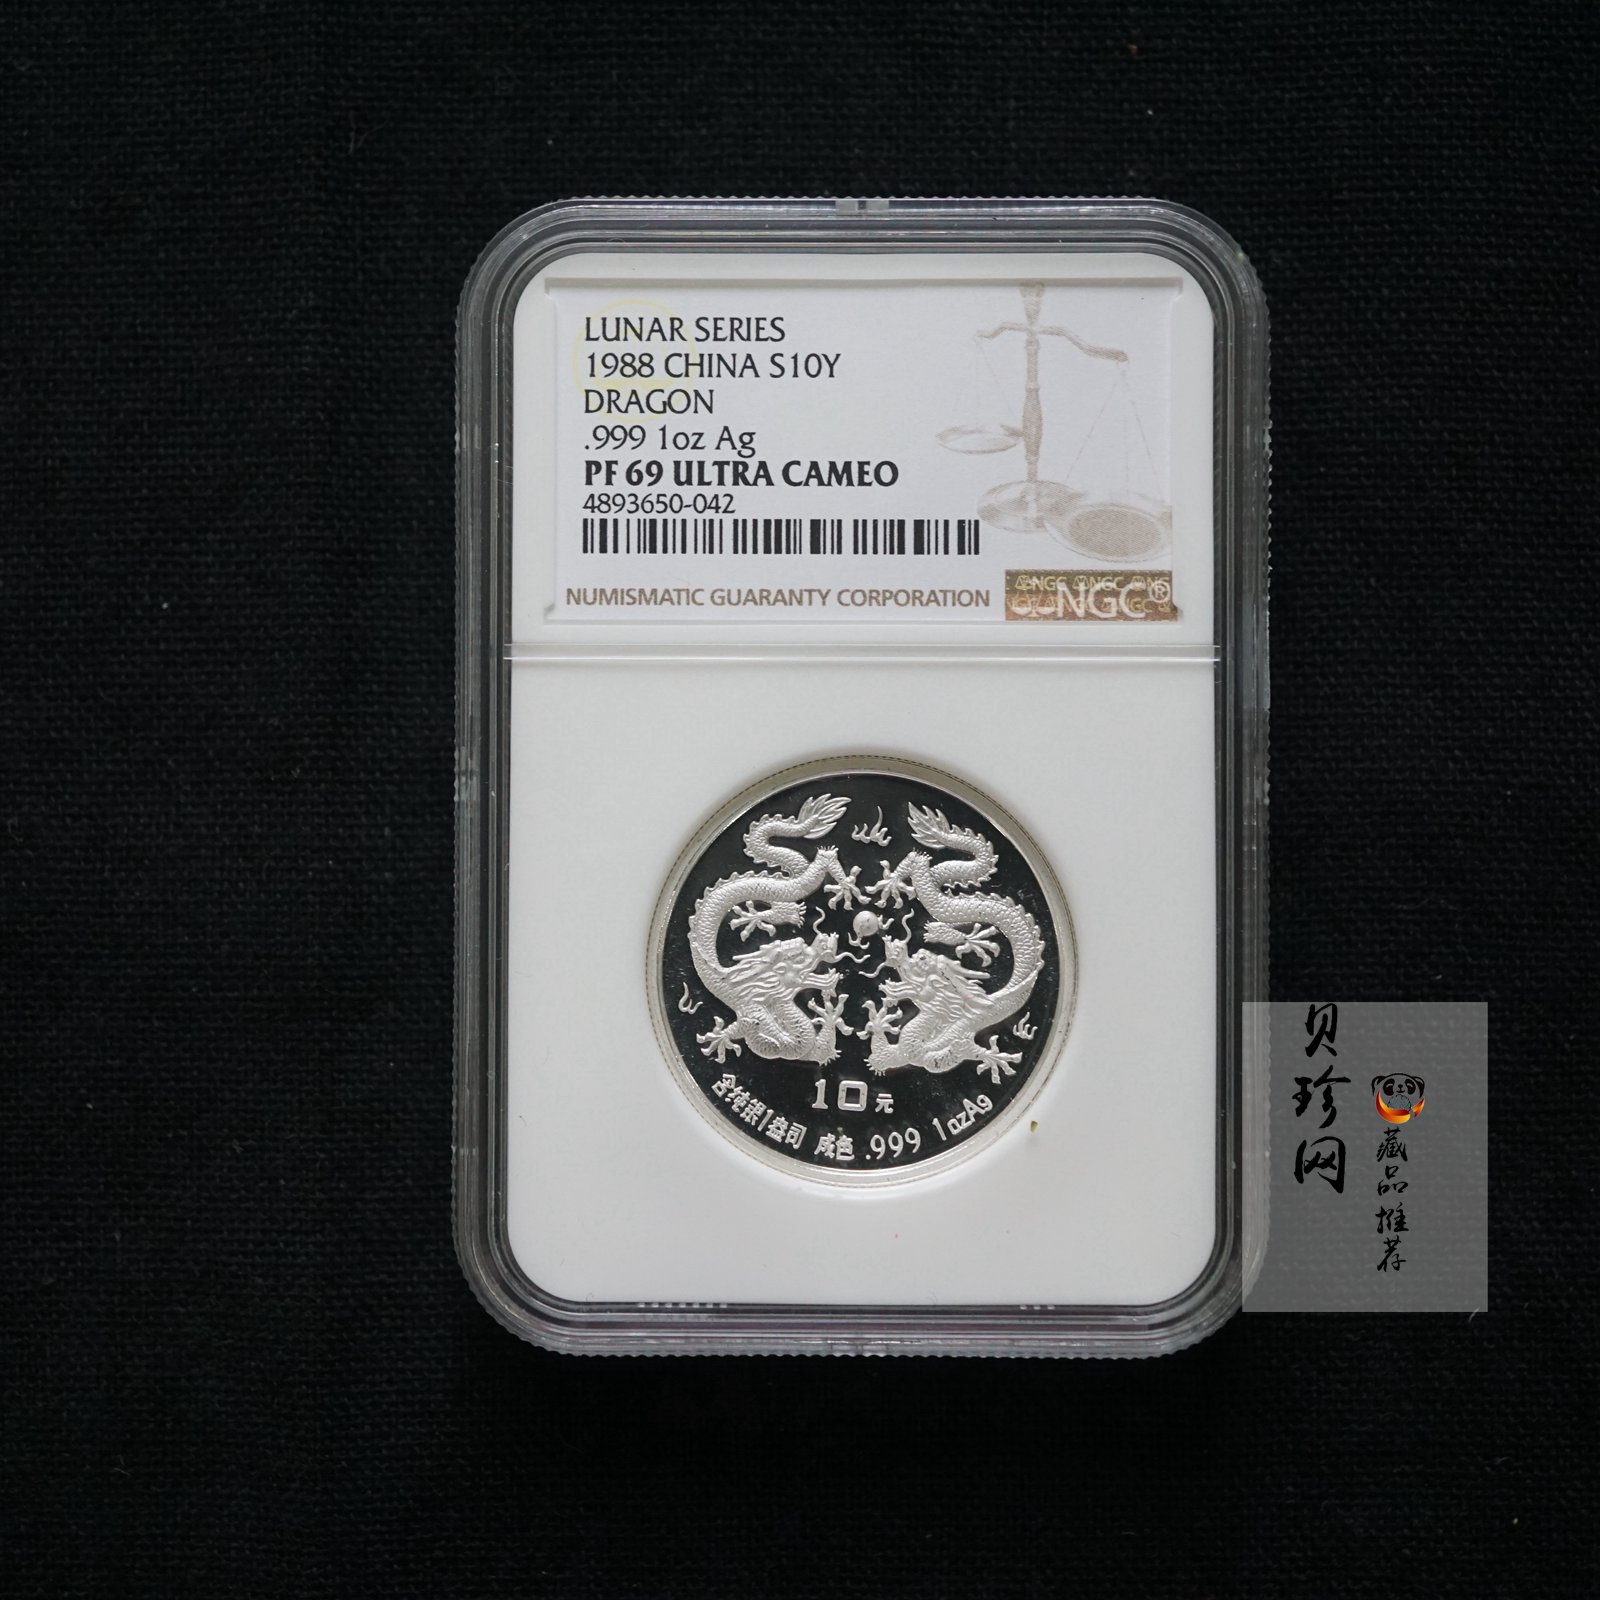 LUNAR SERIES
1988 CHINA S10Y
DRAGON
.999 1oz Ag
PF 69 ULTRA CAMEO
4893650-042
NUMISMATIC GUARANTY CORPORATION
NGC®
10元
含纯银1盎司 成色 .999 1ozAg
贝珍网
藏品推荐